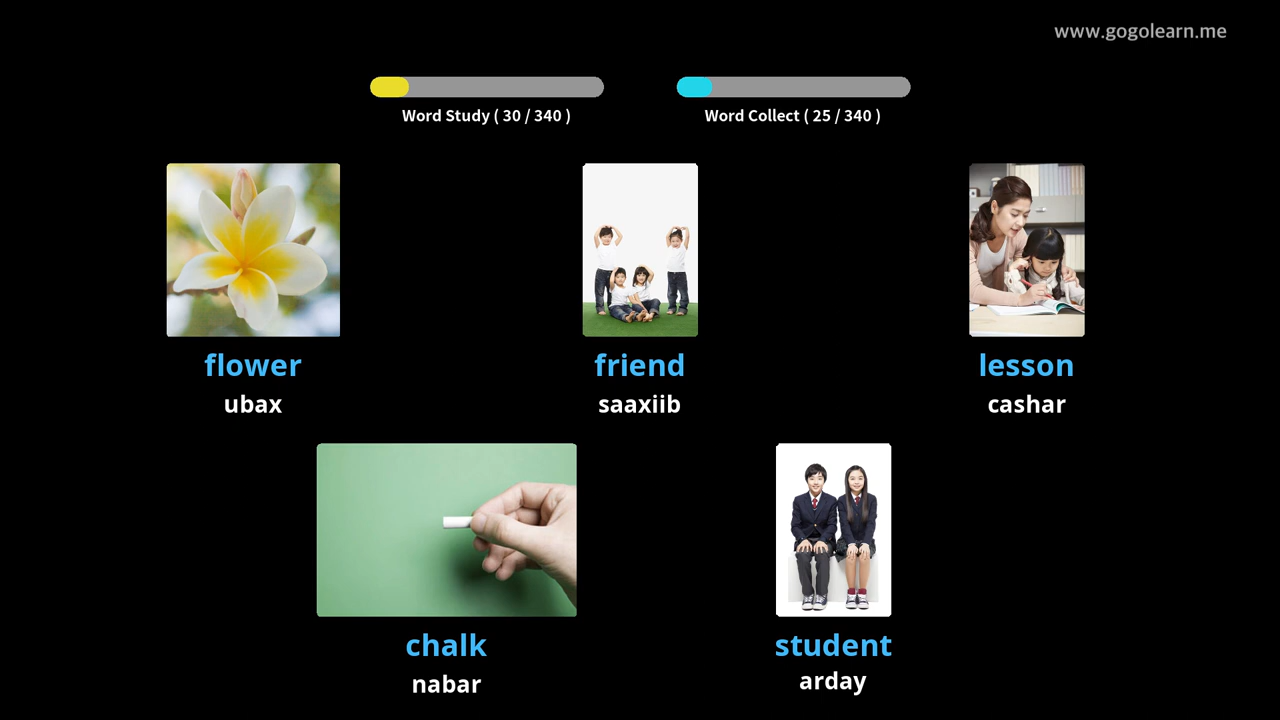 www.gogolearn.me
Word Study ( 30 / 340 )
Word Collect ( 25 / 340 )
flower
ubax
friend
saaxiib
lesson
cashar
chalk
nabar
student
arday